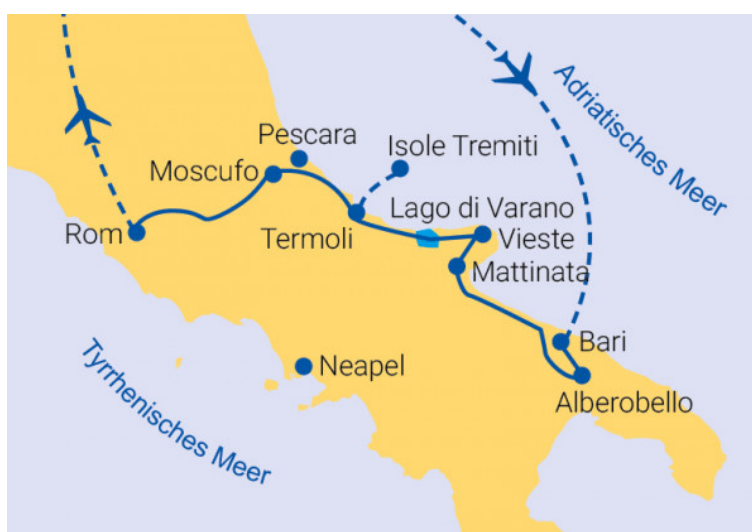 Adriatisches Meer
Pescara
Isole Tremiti
Moscufo
Lago di Varano
Rom
Termoli
Vieste
Mattinata
Bari
Neapel
Alberobello
Tyrrhenisches Meer